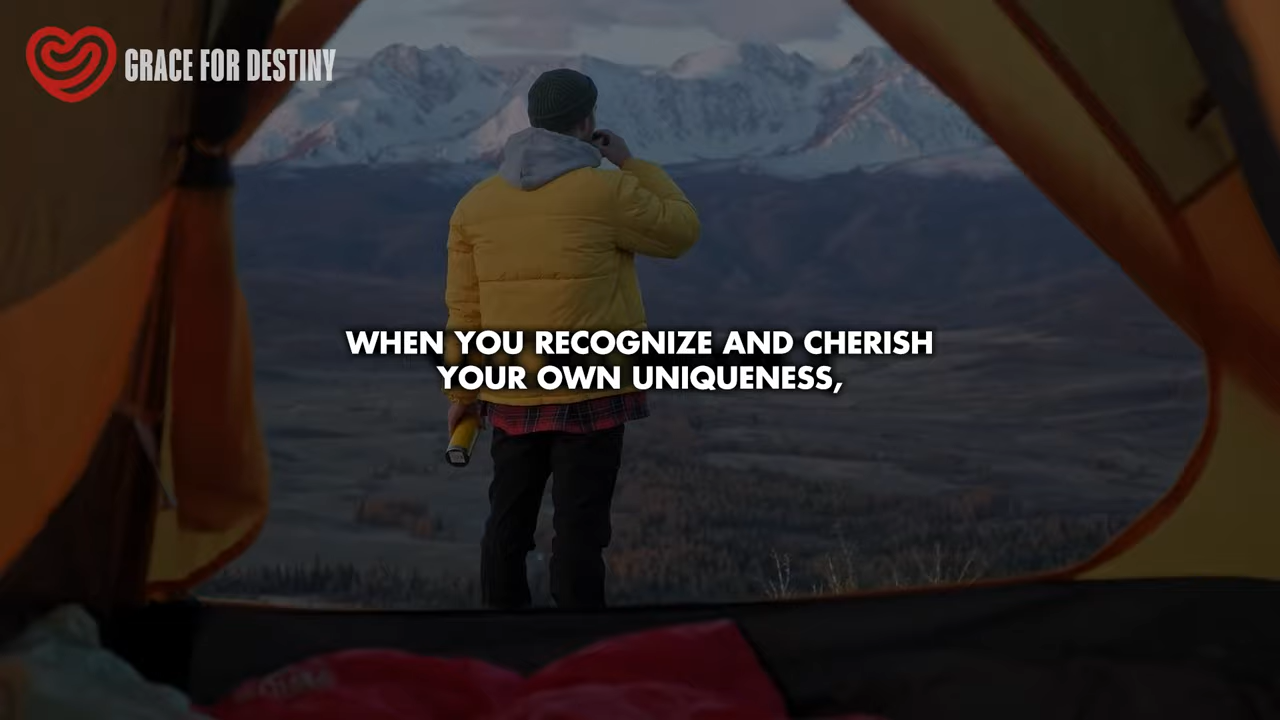 GRACE FOR DESTINY
WHEN YOU RECOGNIZE AND CHERISH
YOUR OWN UNIQUENESS,